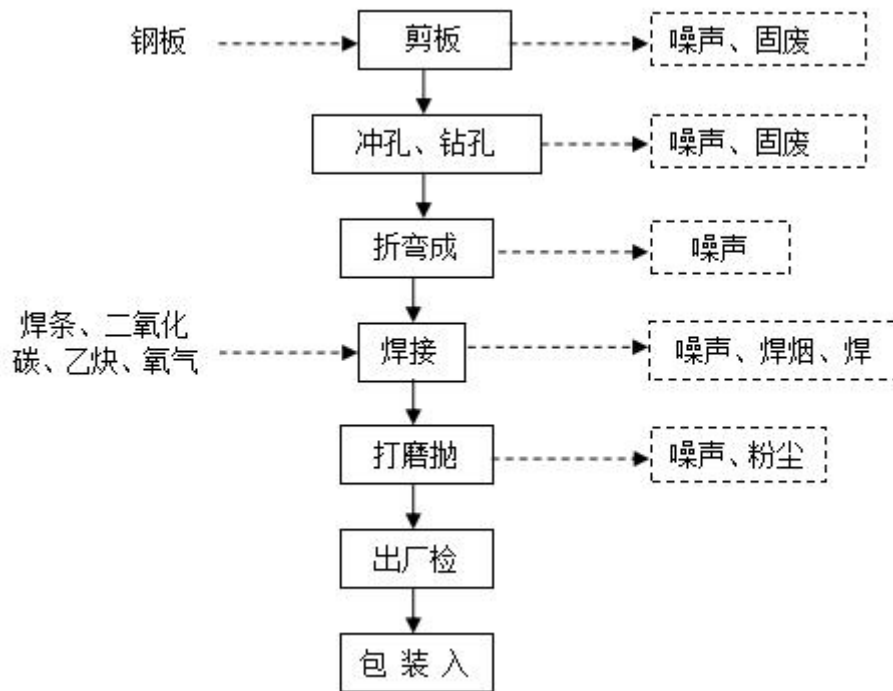 钢板
剪板
噪声、固废
冲孔、钻孔
噪声、固废
折弯成
噪声
焊条、二氧化
碳、乙炔、氧气
焊接
噪声、焊烟、焊
打磨抛
噪声、粉尘
出厂检
包 装 入